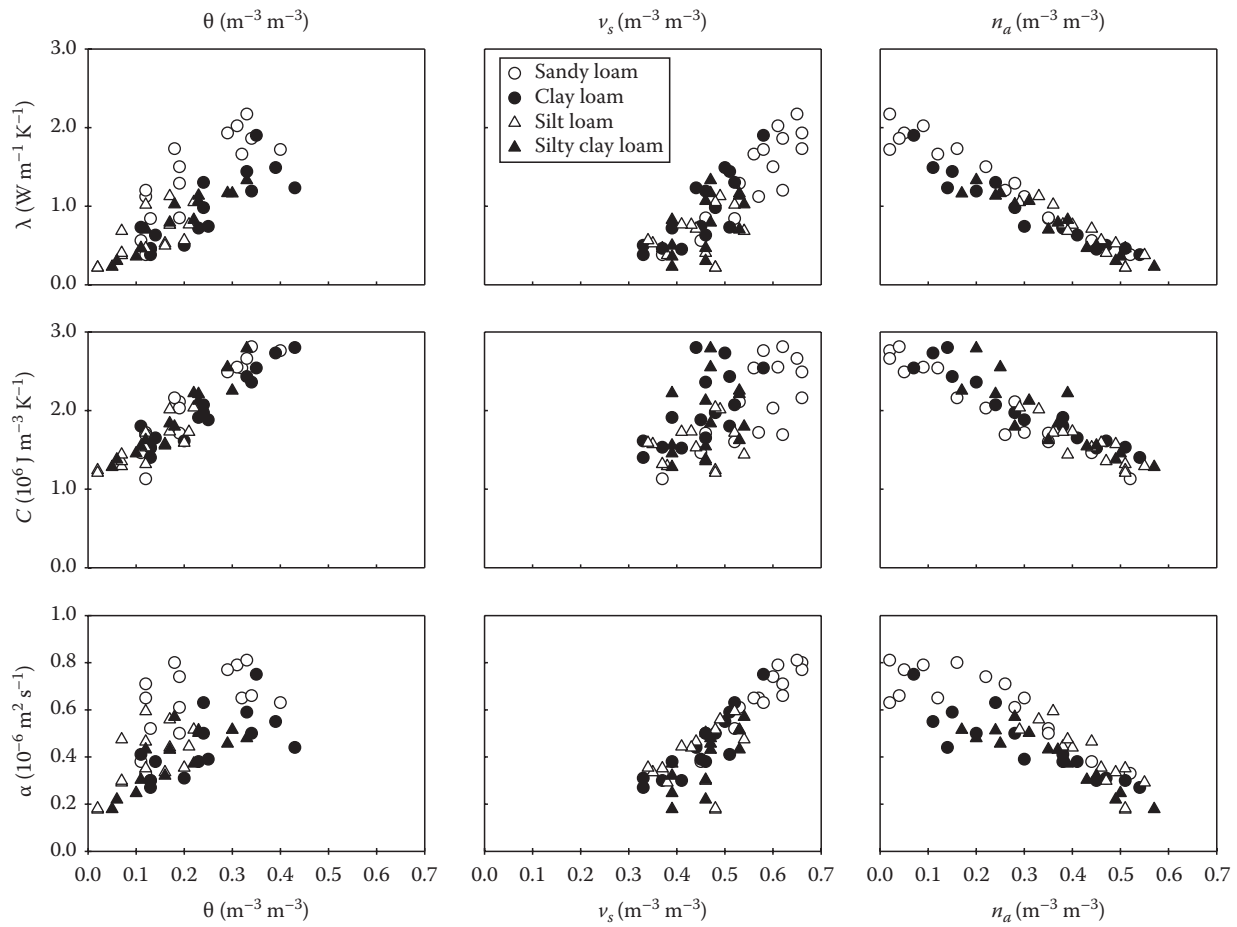 θ (m⁻³ m⁻³)
νₛ (m⁻³ m⁻³)
nₐ (m⁻³ m⁻³)
λ (W m⁻¹ K⁻¹)
3.0
2.0
1.0
0.0
Sandy loam
Clay loam
Silt loam
Silty clay loam
C (10⁶ J m⁻³ K⁻¹)
3.0
2.0
1.0
0.0
α (10⁻⁶ m² s⁻¹)
1.0
0.8
0.6
0.4
0.2
0.0
0.0 0.1 0.2 0.3 0.4 0.5 0.6 0.7
0.0 0.1 0.2 0.3 0.4 0.5 0.6 0.7
0.0 0.1 0.2 0.3 0.4 0.5 0.6 0.7
θ (m⁻³ m⁻³)
νₛ (m⁻³ m⁻³)
nₐ (m⁻³ m⁻³)